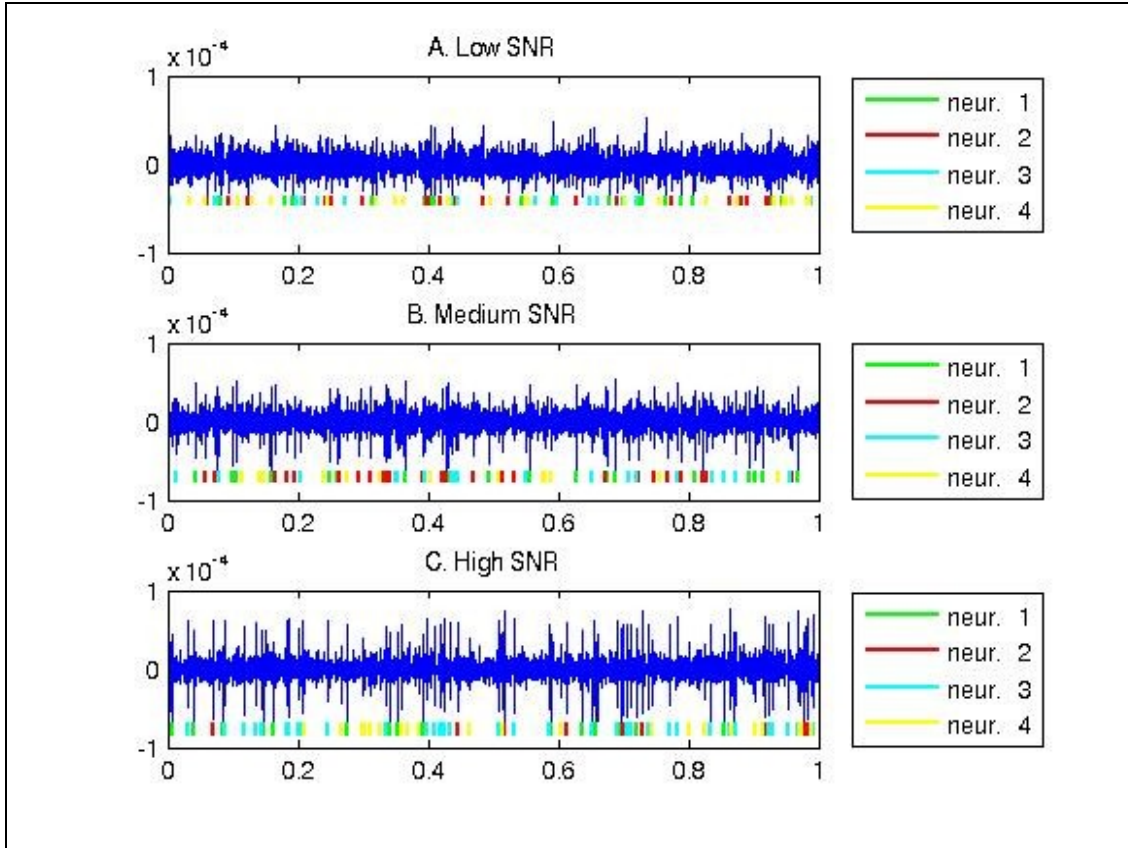 A. Low SNR
x 10⁻⁴
1
0
-1
0 0.2 0.4 0.6 0.8 1
neur. 1
neur. 2
neur. 3
neur. 4
B. Medium SNR
x 10⁻⁴
1
0
-1
0 0.2 0.4 0.6 0.8 1
neur. 1
neur. 2
neur. 3
neur. 4
C. High SNR
x 10⁻⁴
1
0
-1
0 0.2 0.4 0.6 0.8 1
neur. 1
neur. 2
neur. 3
neur. 4